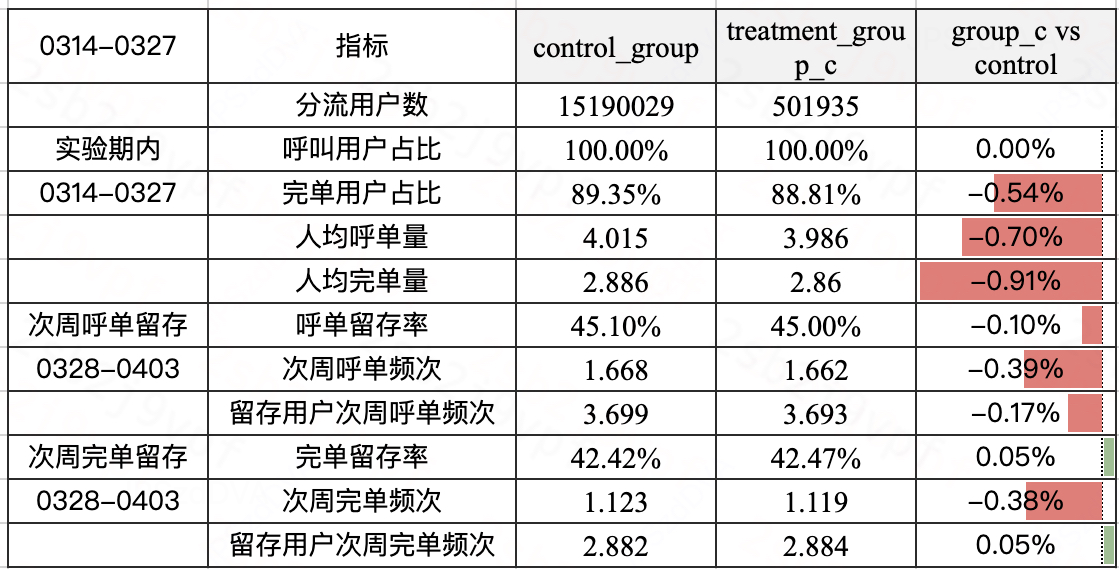 0314-0327 指标 control_group treatment_grou
p_c group_c vs
control
分流用户数 15190029 501935
实验期内 呼叫用户占比 100.00% 100.00% 0.00%
0314-0327 完单用户占比 89.35% 88.81% -0.54%
人均呼单量 4.015 3.986 -0.70%
人均完单量 2.886 2.86 -0.91%
次周呼单留存 呼单留存率 45.10% 45.00% -0.10%
0328-0403 次周呼单频次 1.668 1.662 -0.39%
留存用户次周呼单频次 3.699 3.693 -0.17%
次周完单留存 完单留存率 42.42% 42.47% 0.05%
0328-0403 次周完单频次 1.123 1.119 -0.38%
留存用户次周完单频次 2.882 2.884 0.05%